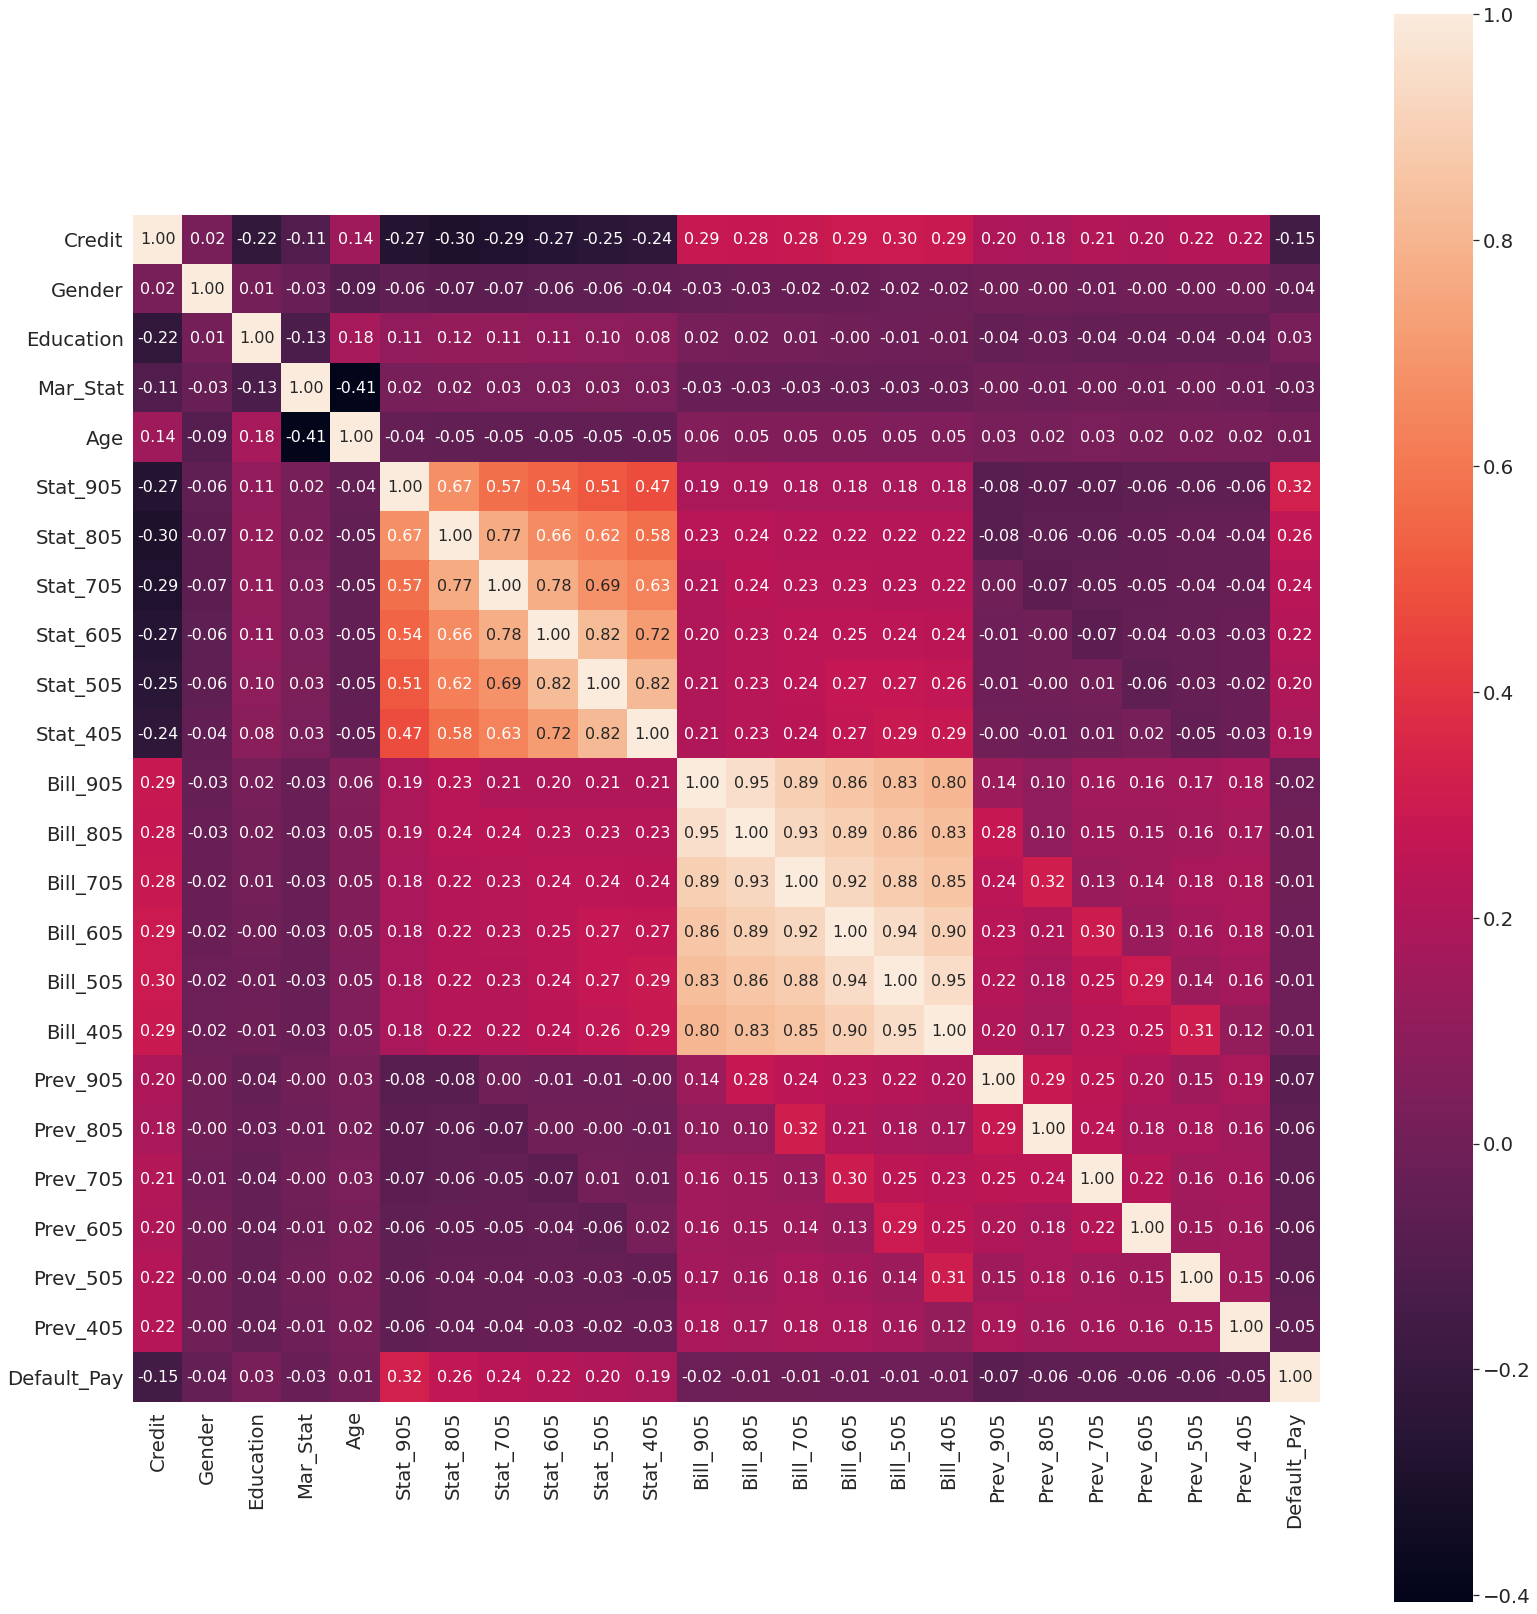 1.0
0.8
0.6
0.4
0.2
0.0
−0.2
−0.4
Credit 1.00 0.02 -0.22 -0.11 0.14 -0.27 -0.30 -0.29 -0.27 -0.25 -0.24 0.29 0.28 0.28 0.29 0.30 0.29 0.20 0.18 0.21 0.20 0.22 0.22 -0.15
Gender 0.02 1.00 0.01 -0.03 -0.09 -0.06 -0.07 -0.07 -0.06 -0.06 -0.04 -0.03 -0.03 -0.02 -0.02 -0.02 -0.02 -0.00 -0.00 -0.01 -0.00 -0.00 -0.00 -0.04
Education -0.22 0.01 1.00 -0.13 0.18 0.11 0.12 0.11 0.11 0.10 0.08 0.02 0.02 0.01 -0.00 -0.01 -0.01 -0.04 -0.03 -0.04 -0.04 -0.04 -0.04 0.03
Mar_Stat -0.11 -0.03 -0.13 1.00 -0.41 0.02 0.02 0.03 0.03 0.03 0.03 -0.03 -0.03 -0.03 -0.03 -0.03 -0.03 -0.00 -0.01 -0.00 -0.01 -0.00 -0.01 -0.03
Age 0.14 -0.09 0.18 -0.41 1.00 -0.04 -0.05 -0.05 -0.05 -0.05 -0.05 0.06 0.05 0.05 0.05 0.05 0.05 0.03 0.02 0.03 0.02 0.02 0.02 0.01
Stat_905 -0.27 -0.06 0.11 0.02 -0.04 1.00 0.67 0.57 0.54 0.51 0.47 0.19 0.19 0.18 0.18 0.18 0.18 -0.08 -0.07 -0.07 -0.06 -0.06 -0.06 0.32
Stat_805 -0.30 -0.07 0.12 0.02 -0.05 0.67 1.00 0.77 0.66 0.62 0.58 0.23 0.24 0.22 0.22 0.22 0.22 -0.08 -0.06 -0.06 -0.05 -0.04 -0.04 0.26
Stat_705 -0.29 -0.07 0.11 0.03 -0.05 0.57 0.77 1.00 0.78 0.69 0.63 0.21 0.24 0.23 0.23 0.23 0.22 0.00 -0.07 -0.05 -0.05 -0.04 -0.04 0.24
Stat_605 -0.27 -0.06 0.11 0.03 -0.05 0.54 0.66 0.78 1.00 0.82 0.72 0.20 0.23 0.24 0.25 0.24 0.24 -0.01 -0.00 -0.07 -0.04 -0.03 -0.03 0.22
Stat_505 -0.25 -0.06 0.10 0.03 -0.05 0.51 0.62 0.69 0.82 1.00 0.82 0.21 0.23 0.24 0.27 0.27 0.26 -0.01 -0.00 0.01 -0.06 -0.03 -0.02 0.20
Stat_405 -0.24 -0.04 0.08 0.03 -0.05 0.47 0.58 0.63 0.72 0.82 1.00 0.21 0.23 0.24 0.27 0.29 0.29 -0.00 -0.01 0.01 0.02 -0.05 -0.03 0.19
Bill_905 0.29 -0.03 0.02 -0.03 0.06 0.19 0.23 0.21 0.20 0.21 0.21 1.00 0.95 0.89 0.86 0.83 0.80 0.14 0.10 0.16 0.16 0.17 0.18 -0.02
Bill_805 0.28 -0.03 0.02 -0.03 0.05 0.19 0.24 0.24 0.23 0.23 0.23 0.95 1.00 0.93 0.89 0.86 0.83 0.28 0.10 0.15 0.15 0.16 0.17 -0.01
Bill_705 0.28 -0.02 0.01 -0.03 0.05 0.18 0.22 0.23 0.24 0.24 0.24 0.89 0.93 1.00 0.92 0.88 0.85 0.24 0.32 0.13 0.14 0.18 0.18 -0.01
Bill_605 0.29 -0.02 -0.00 -0.03 0.05 0.18 0.22 0.23 0.25 0.27 0.27 0.86 0.89 0.92 1.00 0.94 0.90 0.23 0.21 0.30 0.13 0.16 0.18 -0.01
Bill_505 0.30 -0.02 -0.01 -0.03 0.05 0.18 0.22 0.23 0.24 0.27 0.29 0.83 0.86 0.88 0.94 1.00 0.95 0.22 0.18 0.25 0.29 0.14 0.16 -0.01
Bill_405 0.29 -0.02 -0.01 -0.03 0.05 0.18 0.22 0.22 0.24 0.26 0.29 0.80 0.83 0.85 0.90 0.95 1.00 0.20 0.17 0.23 0.25 0.31 0.12 -0.01
Prev_905 0.20 -0.00 -0.04 -0.00 0.03 -0.08 -0.08 0.00 -0.01 -0.01 -0.00 0.14 0.28 0.24 0.23 0.22 0.20 1.00 0.29 0.25 0.20 0.15 0.19 -0.07
Prev_805 0.18 -0.00 -0.03 -0.01 0.02 -0.07 -0.06 -0.07 -0.00 -0.00 -0.01 0.10 0.10 0.32 0.21 0.18 0.17 0.29 1.00 0.24 0.18 0.18 0.16 -0.06
Prev_705 0.21 -0.01 -0.04 -0.00 0.03 -0.07 -0.06 -0.05 -0.07 0.01 0.01 0.16 0.15 0.13 0.30 0.25 0.23 0.25 0.24 1.00 0.22 0.16 0.16 -0.06
Prev_605 0.20 -0.00 -0.04 -0.01 0.02 -0.06 -0.05 -0.05 -0.04 -0.06 0.02 0.16 0.15 0.14 0.13 0.29 0.25 0.20 0.18 0.22 1.00 0.15 0.16 -0.06
Prev_505 0.22 -0.00 -0.04 -0.00 0.02 -0.06 -0.04 -0.04 -0.03 -0.03 -0.05 0.17 0.16 0.18 0.16 0.14 0.31 0.15 0.18 0.16 0.15 1.00 0.15 -0.06
Prev_405 0.22 -0.00 -0.04 -0.01 0.02 -0.06 -0.04 -0.04 -0.03 -0.02 -0.03 0.18 0.17 0.18 0.18 0.16 0.12 0.19 0.16 0.16 0.16 0.15 1.00 -0.05
Default_Pay -0.15 -0.04 0.03 -0.03 0.01 0.32 0.26 0.24 0.22 0.20 0.19 -0.02 -0.01 -0.01 -0.01 -0.01 -0.01 -0.07 -0.06 -0.06 -0.06 -0.06 -0.05 1.00
Credit
Gender
Education
Mar_Stat
Age
Stat_905
Stat_805
Stat_705
Stat_605
Stat_505
Stat_405
Bill_905
Bill_805
Bill_705
Bill_605
Bill_505
Bill_405
Prev_905
Prev_805
Prev_705
Prev_605
Prev_505
Prev_405
Default_Pay